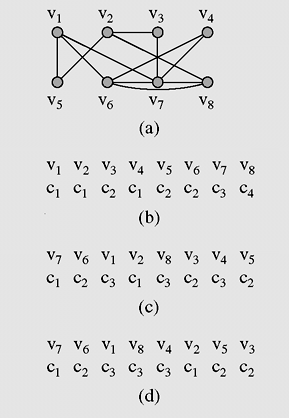 v₁ v₂ v₃ v₄
v₅ v₆ v₇ v₈
(a)
v₁ v₂ v₃ v₄ v₅ v₆ v₇ v₈
c₁ c₁ c₂ c₁ c₂ c₂ c₃ c₄
(b)
v₇ v₆ v₁ v₂ v₈ v₃ v₄ v₅
c₁ c₂ c₃ c₁ c₃ c₂ c₃ c₂
(c)
v₇ v₆ v₁ v₈ v₄ v₂ v₅ v₃
c₁ c₂ c₃ c₃ c₃ c₁ c₂ c₂
(d)